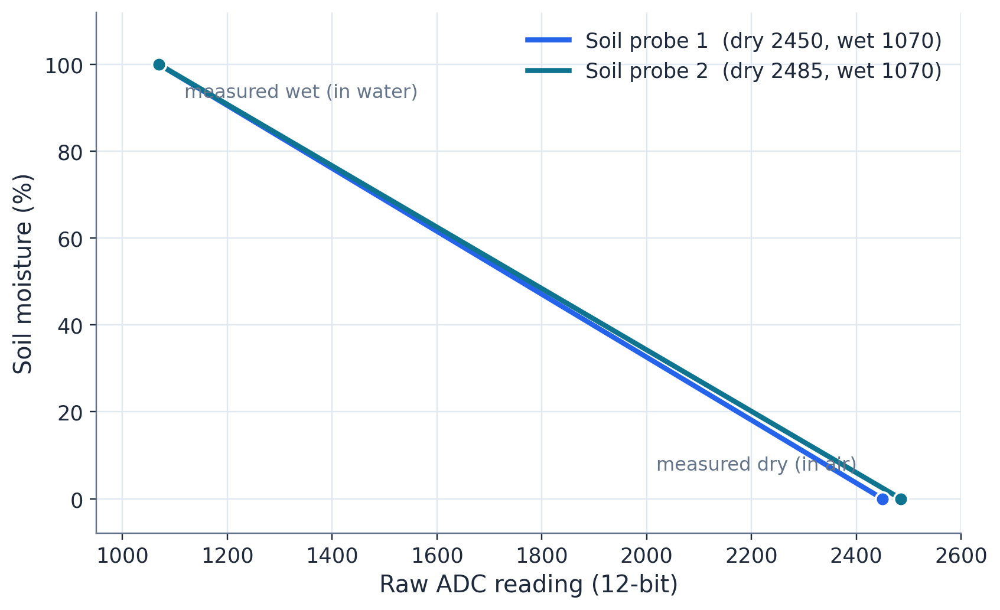 Soil probe 1  (dry 2450, wet 1070)
Soil probe 2  (dry 2485, wet 1070)
measured wet (in water)
measured dry (in air)
Soil moisture (%)
100
80
60
40
20
0
1000 1200 1400 1600 1800 2000 2200 2400 2600
Raw ADC reading (12-bit)